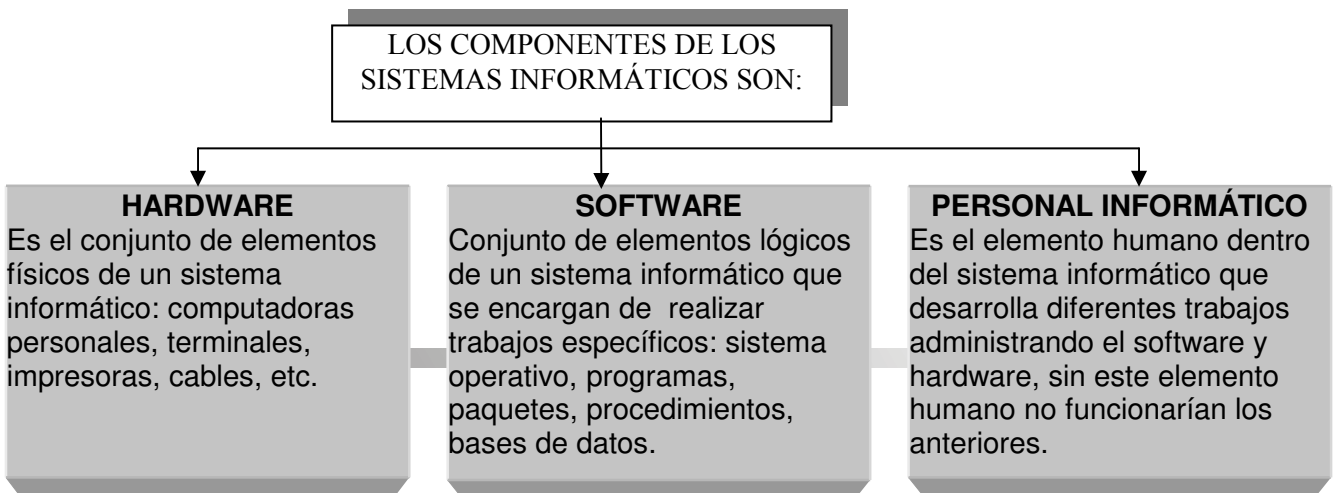 LOS COMPONENTES DE LOS
SISTEMAS INFORMÁTICOS SON:
HARDWARE
Es el conjunto de elementos
físicos de un sistema
informático: computadoras
personales, terminales,
impresoras, cables, etc.
SOFTWARE
Conjunto de elementos lógicos
de un sistema informático que
se encargan de  realizar
trabajos específicos: sistema
operativo, programas,
paquetes, procedimientos,
bases de datos.
PERSONAL INFORMÁTICO
Es el elemento humano dentro
del sistema informático que
desarrolla diferentes trabajos
administrando el software y
hardware, sin este elemento
humano no funcionarían los
anteriores.